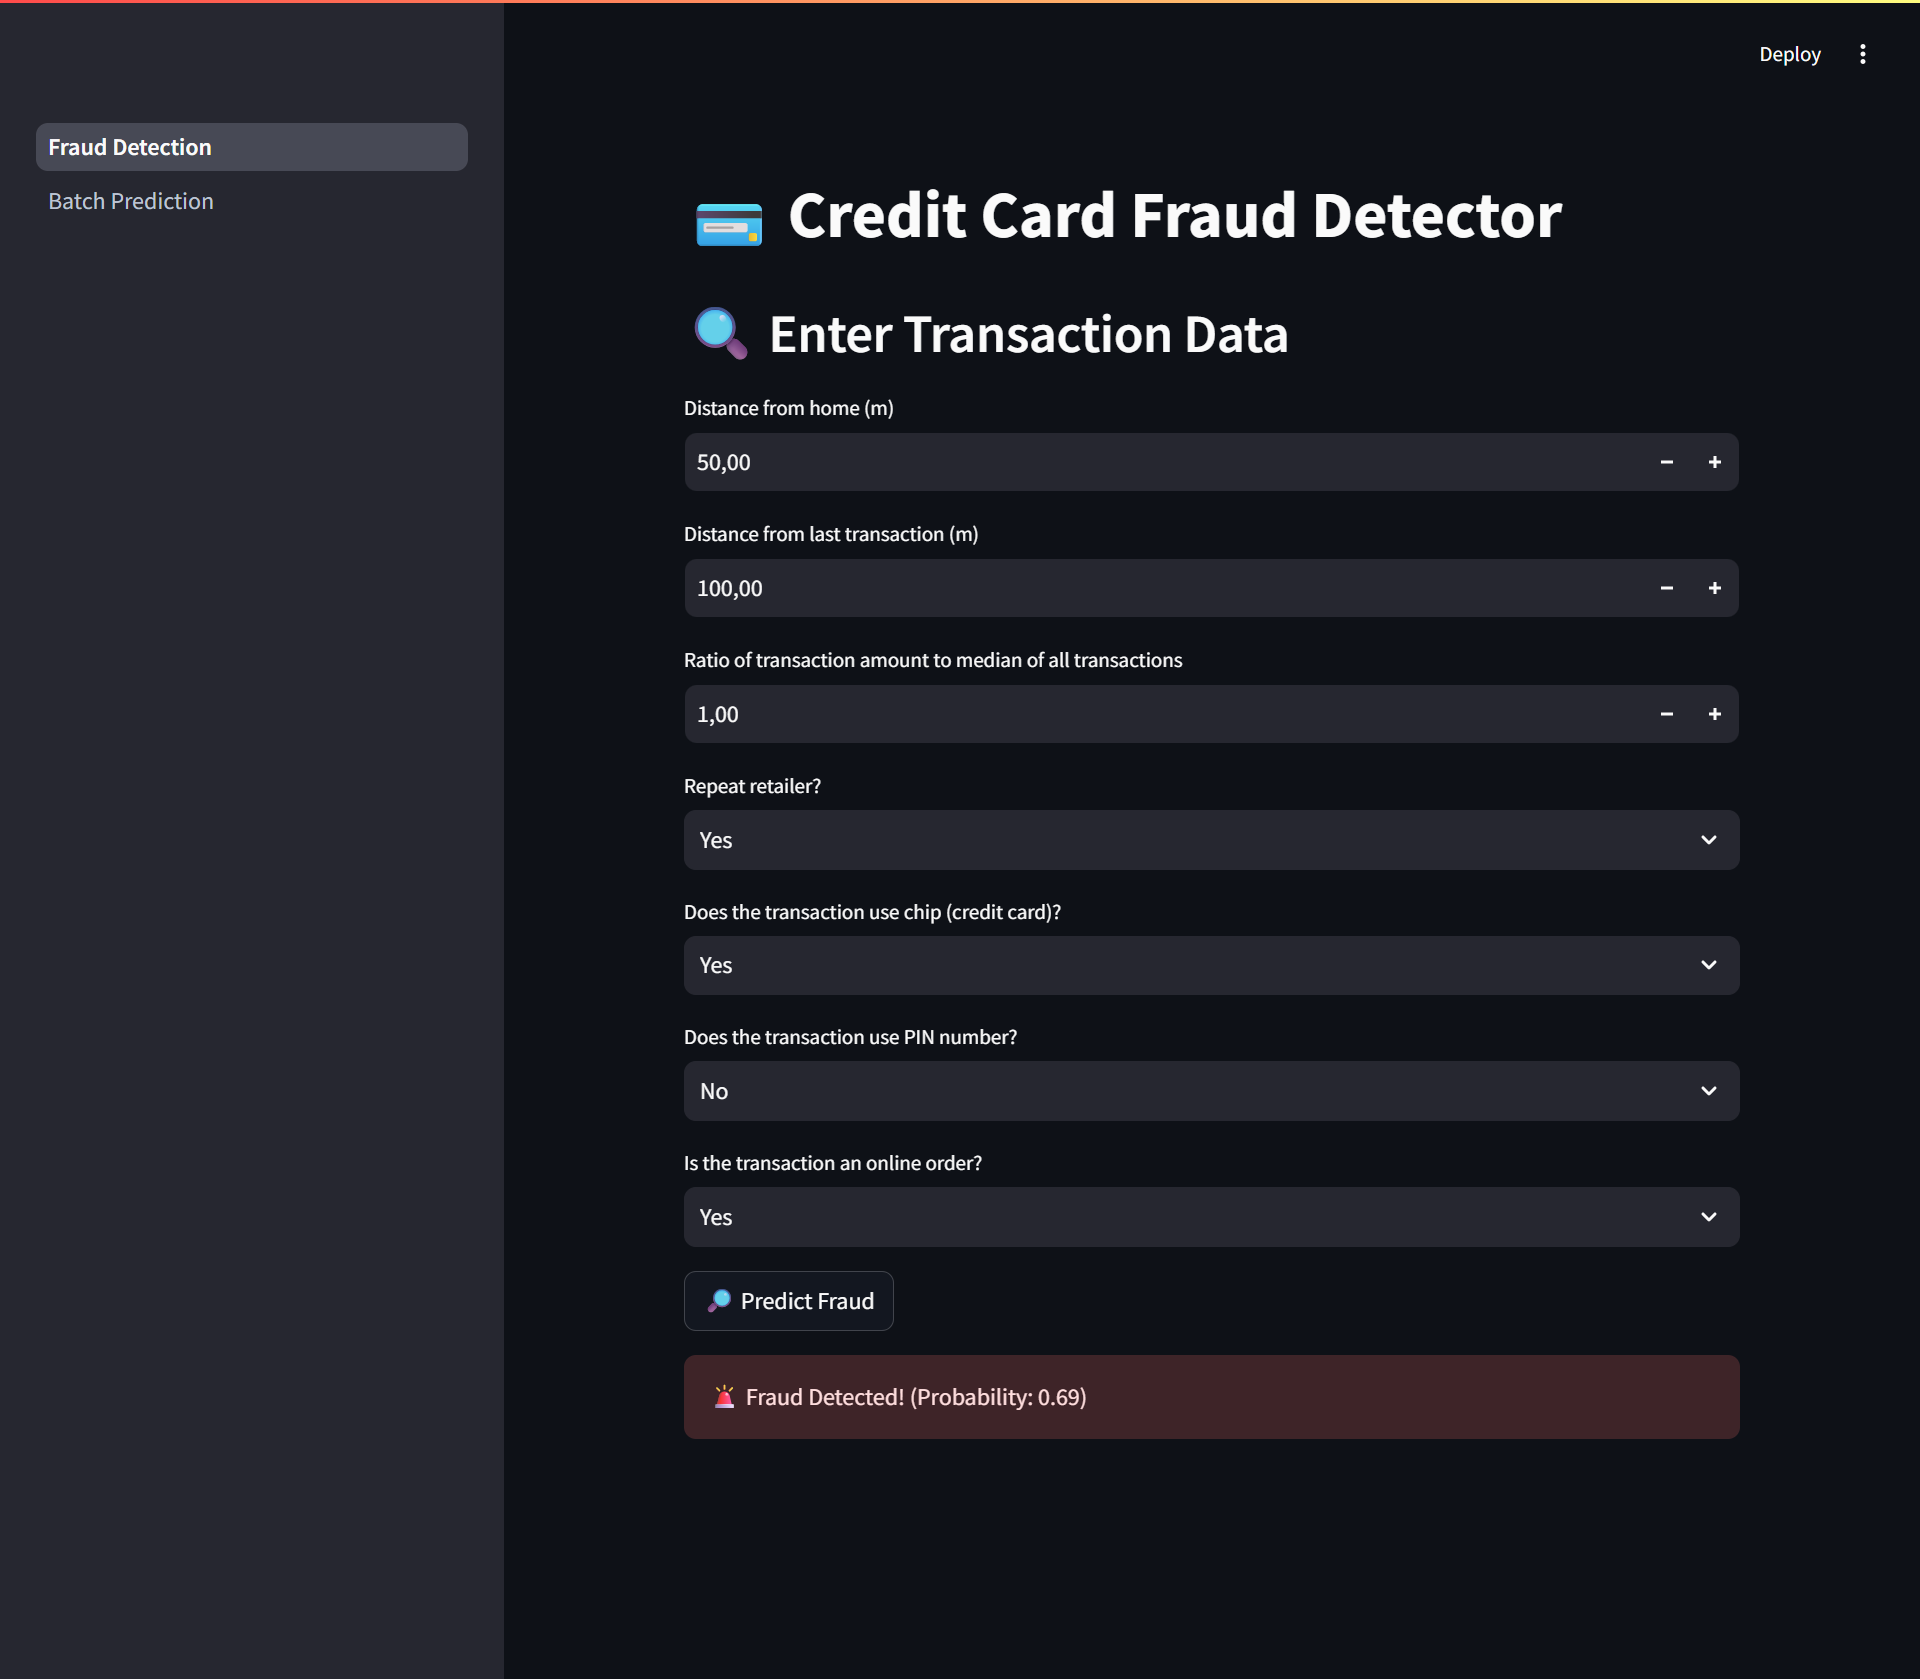 Deploy
Fraud Detection
Batch Prediction
Credit Card Fraud Detector
Enter Transaction Data
Distance from home (m)
50,00
Distance from last transaction (m)
100,00
Ratio of transaction amount to median of all transactions
1,00
Repeat retailer?
Yes
Does the transaction use chip (credit card)?
Yes
Does the transaction use PIN number?
No
Is the transaction an online order?
Yes
Predict Fraud
Fraud Detected! (Probability: 0.69)